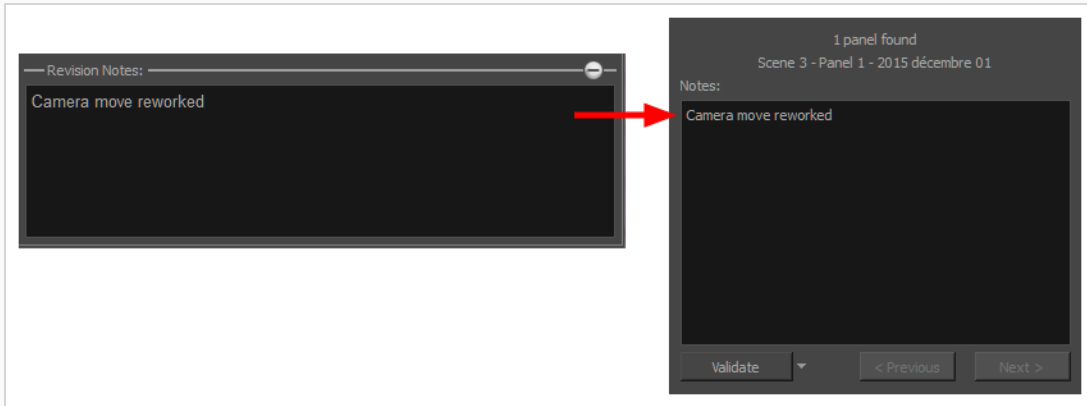 Revision Notes:
Camera move reworked
1 panel found
Scene 3 - Panel 1 - 2015 décembre 01
Notes:
Camera move reworked
Validate
< Previous
Next >